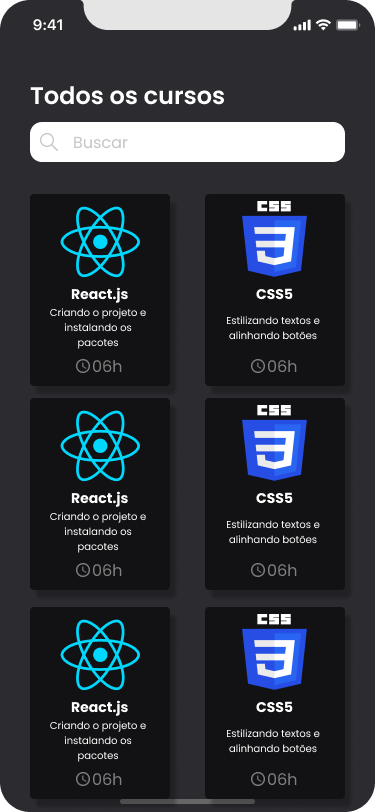 9:41
Todos os cursos
Buscar
React.js
Criando o projeto e
instalando os
pacotes
06h
CSS
CSS5
Estilizando textos e
alinhando botões
06h
React.js
Criando o projeto e
instalando os
pacotes
06h
CSS
CSS5
Estilizando textos e
alinhando botões
06h
React.js
Criando o projeto e
instalando os
pacotes
06h
CSS
CSS5
Estilizando textos e
alinhando botões
06h